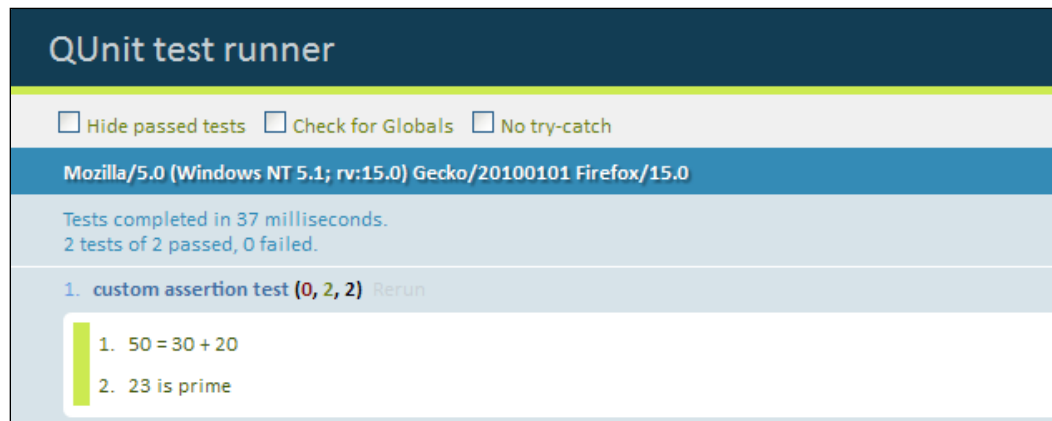 QUnit test runner
Hide passed tests Check for Globals No try-catch
Mozilla/5.0 (Windows NT 5.1; rv:15.0) Gecko/20100101 Firefox/15.0
Tests completed in 37 milliseconds.
2 tests of 2 passed, 0 failed.
1. custom assertion test (0, 2, 2) Rerun
1. 50 = 30 + 20
2. 23 is prime